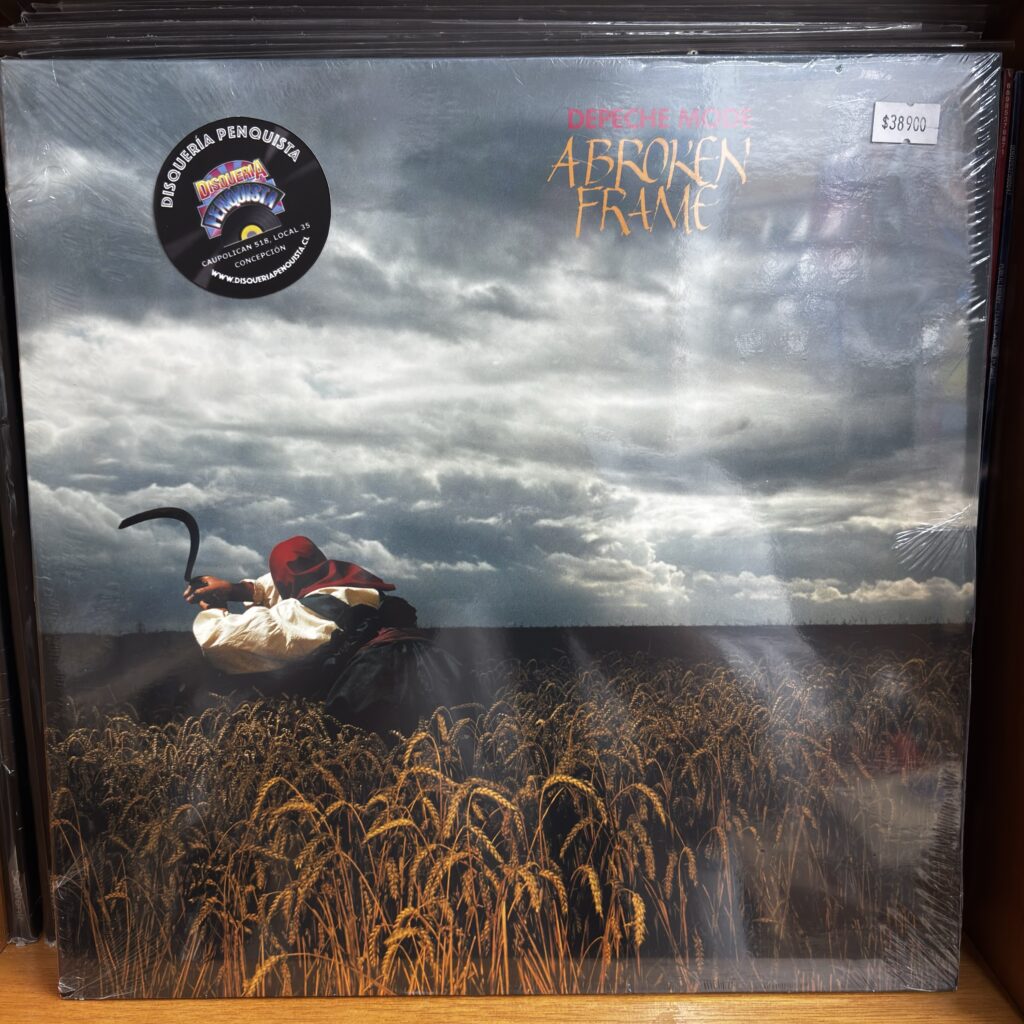 DISQUERÍA PENQUISTA
DISQUERIA
PENQUISTA
CAUPOLICAN 518, LOCAL 35
CONCEPCIÓN
WWW.DISQUERIAPENQUISTA.CL
DEPECHE MODE
A BROKEN
FRAME
$38900